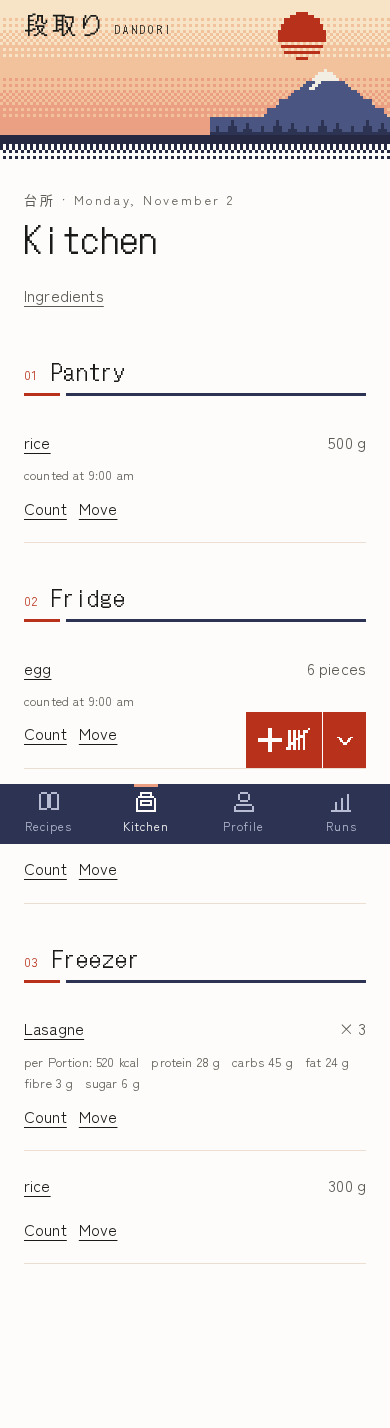 段取り DANDORI
台所 · Monday, November 2
Kitchen
Ingredients
01 Pantry
rice 500 g
counted at 9:00 am
Count Move
02 Fridge
egg 6 pieces
counted at 9:00 am
Count Move
Recipes Kitchen Profile Runs
Count Move
03 Freezer
Lasagne × 3
per Portion: 520 kcal protein 28 g carbs 45 g fat 24 g
fibre 3 g sugar 6 g
Count Move
rice 300 g
Count Move